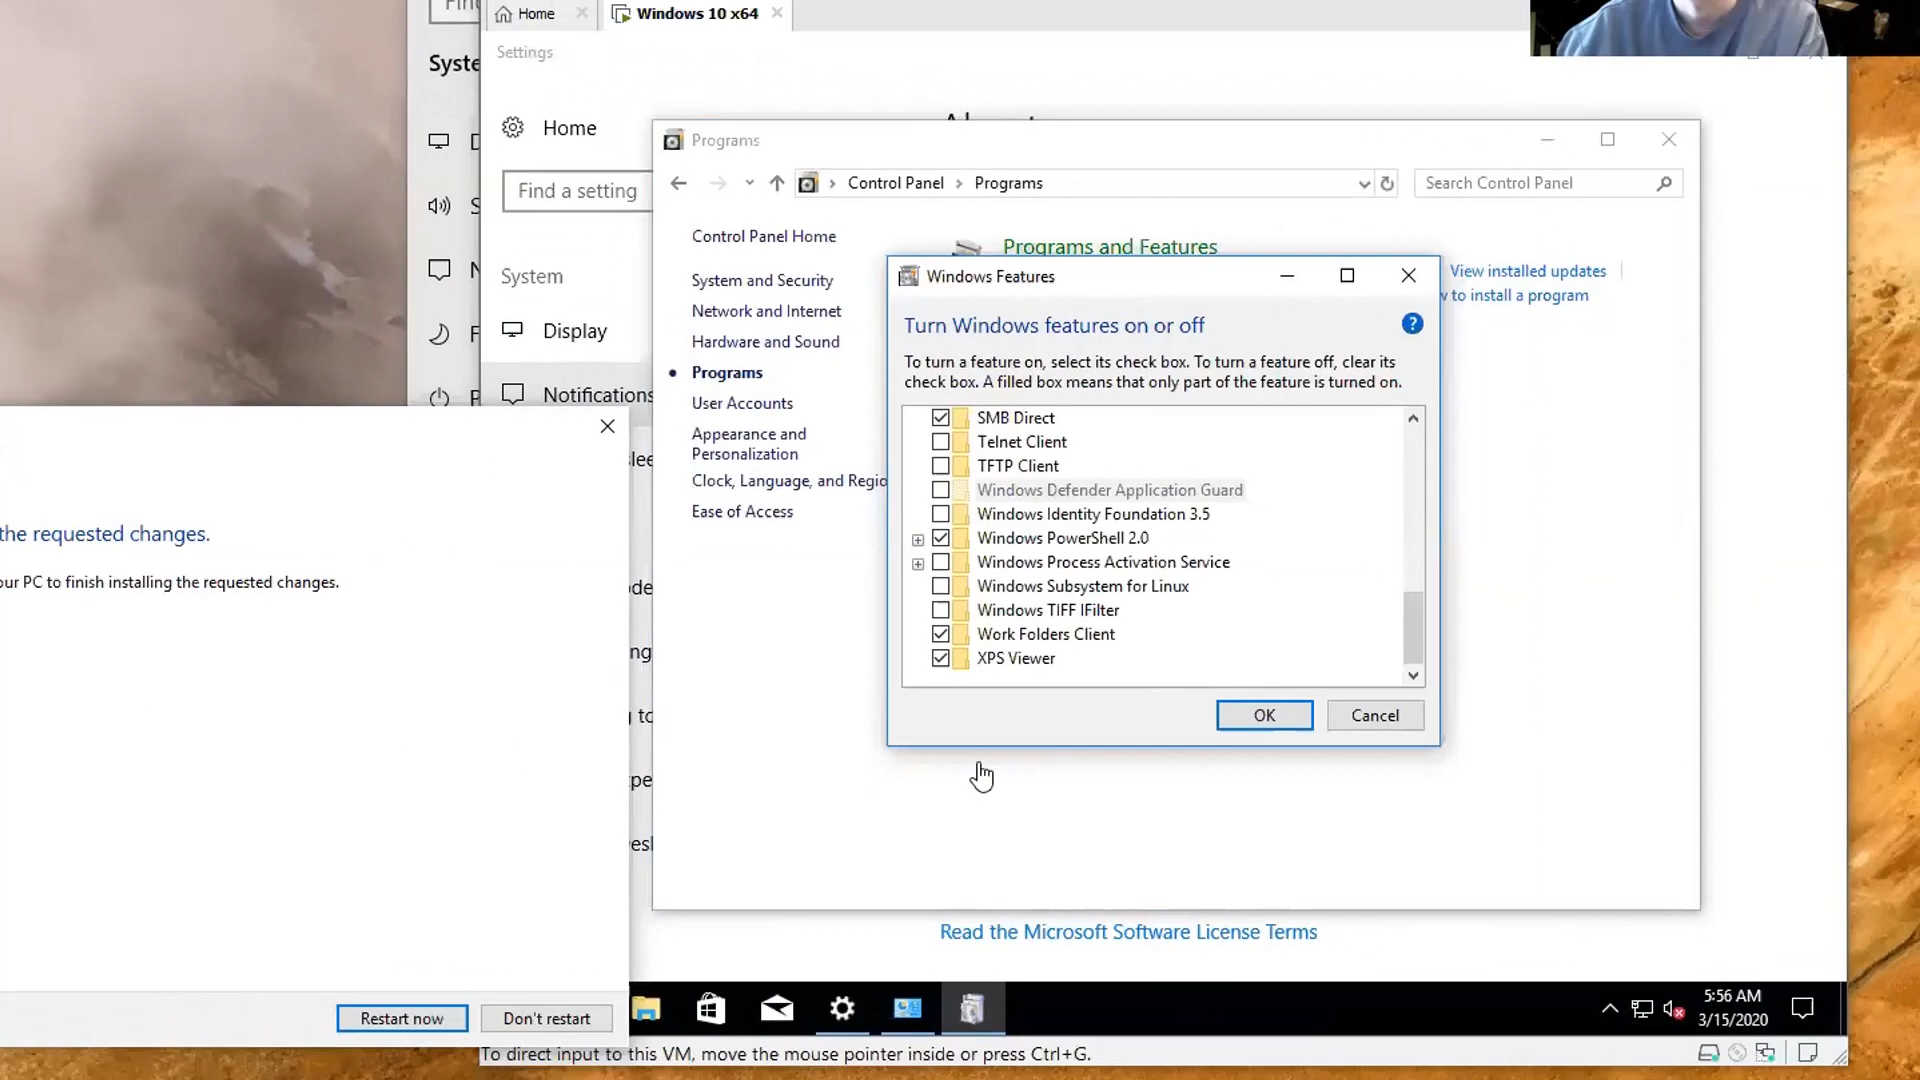 Home
Windows 10 x64
Settings
Syste
Home
Programs
Control Panel
Programs
Search Control Panel
Find a setting
Control Panel Home
Programs and Features
View installed updates
System
System and Security
Windows Features
to install a program
Network and Internet
Display
Turn Windows features on or off
Hardware and Sound
To turn a feature on, select its check box. To turn a feature off, clear its
check box. A filled box means that only part of the feature is turned on.
Programs
Notifications
User Accounts
SMB Direct
Appearance and
Personalization
Telnet Client
TFTP Client
Clock, Language, and Regio
Windows Defender Application Guard
Ease of Access
Windows Identity Foundation 3.5
the requested changes.
Windows PowerShell 2.0
Windows Process Activation Service
our PC to finish installing the requested changes.
Windows Subsystem for Linux
Windows TIFF IFilter
Work Folders Client
XPS Viewer
OK
Cancel
Read the Microsoft Software License Terms
Restart now
Don't restart
5:56 AM
3/15/2020
To direct input to this VM, move the mouse pointer inside or press Ctrl+G.